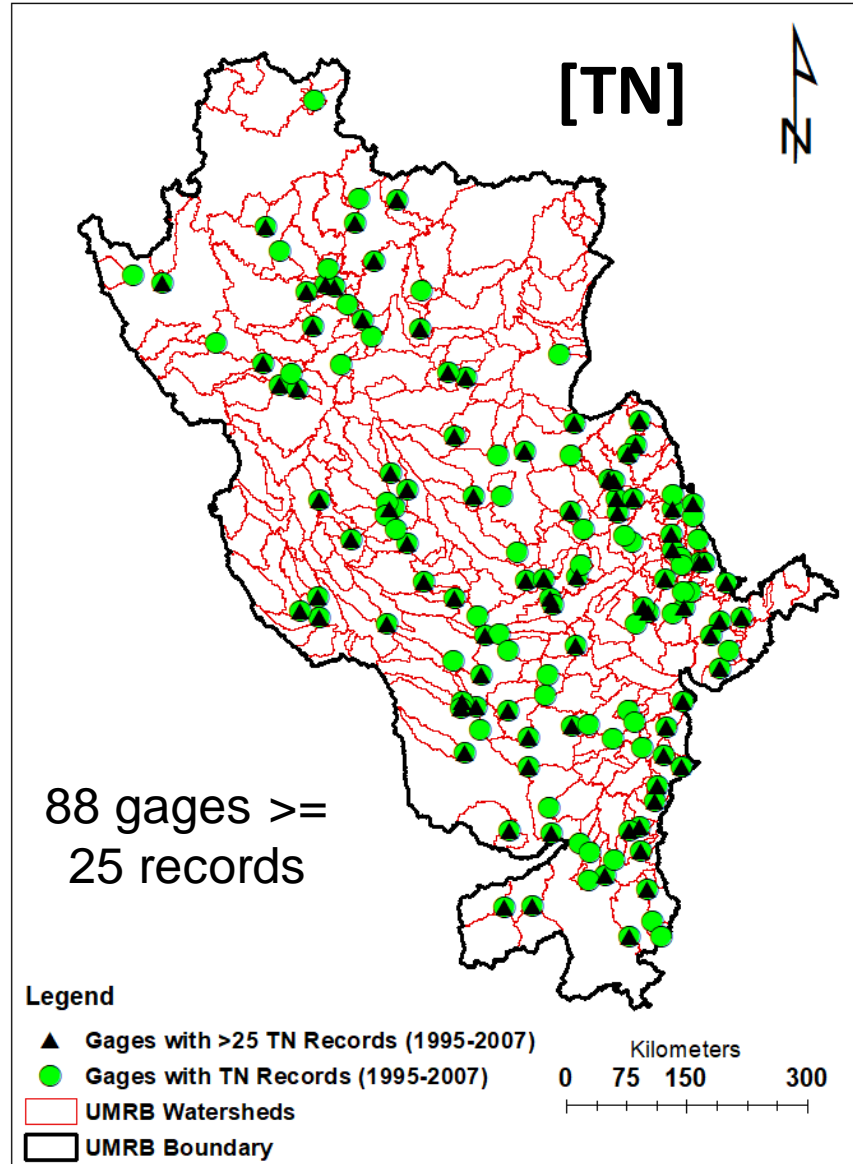 [TN]
N
88 gages >=
25 records
Legend
Gages with >25 TN Records (1995-2007)
Gages with TN Records (1995-2007)
UMRB Watersheds
UMRB Boundary
Kilometers
0 75 150 300